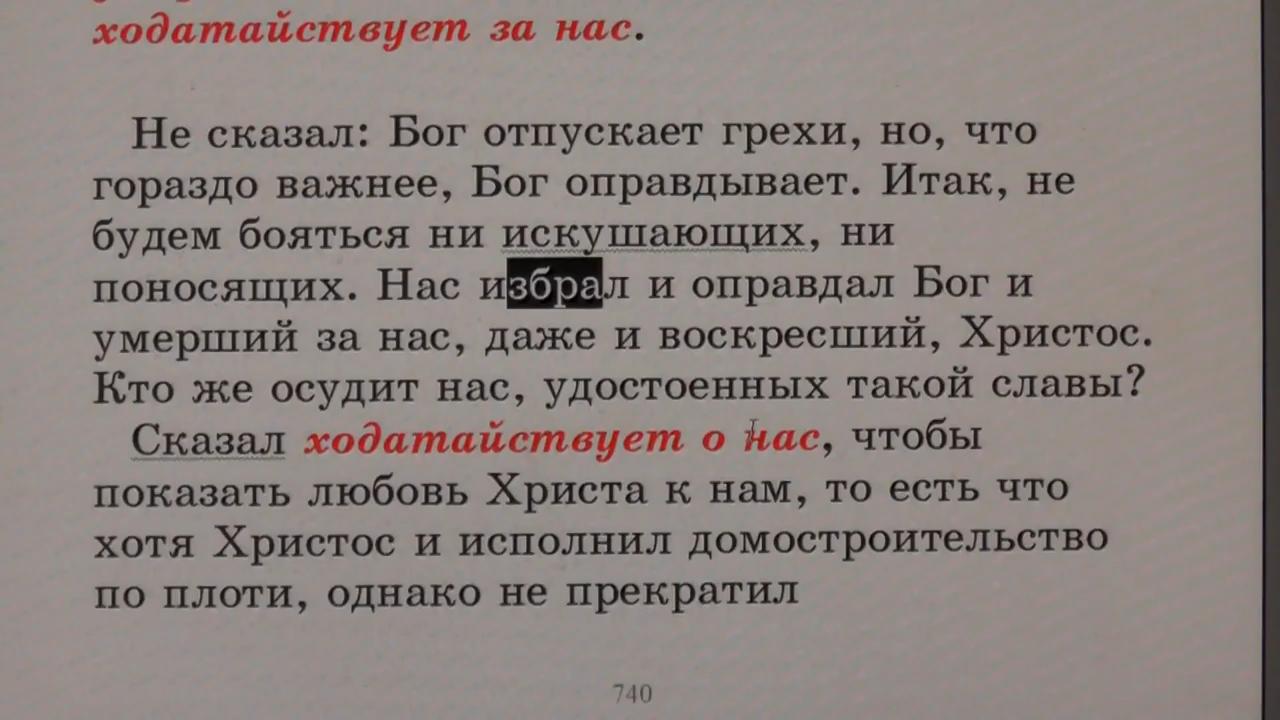 ходатайствует за нас.
Не сказал: Бог отпускает грехи, но, что
гораздо важнее, Бог оправдывает. Итак, не
будем бояться ни искушающих, ни
поносящих. Нас избрал и оправдал Бог и
умерший за нас, даже и воскресший, Христос.
Кто же осудит нас, удостоенных такой славы?
Сказал ходатайствует о нас, чтобы
показать любовь Христа к нам, то есть что
хотя Христос и исполнил домостроительство
по плоти, однако не прекратил
740